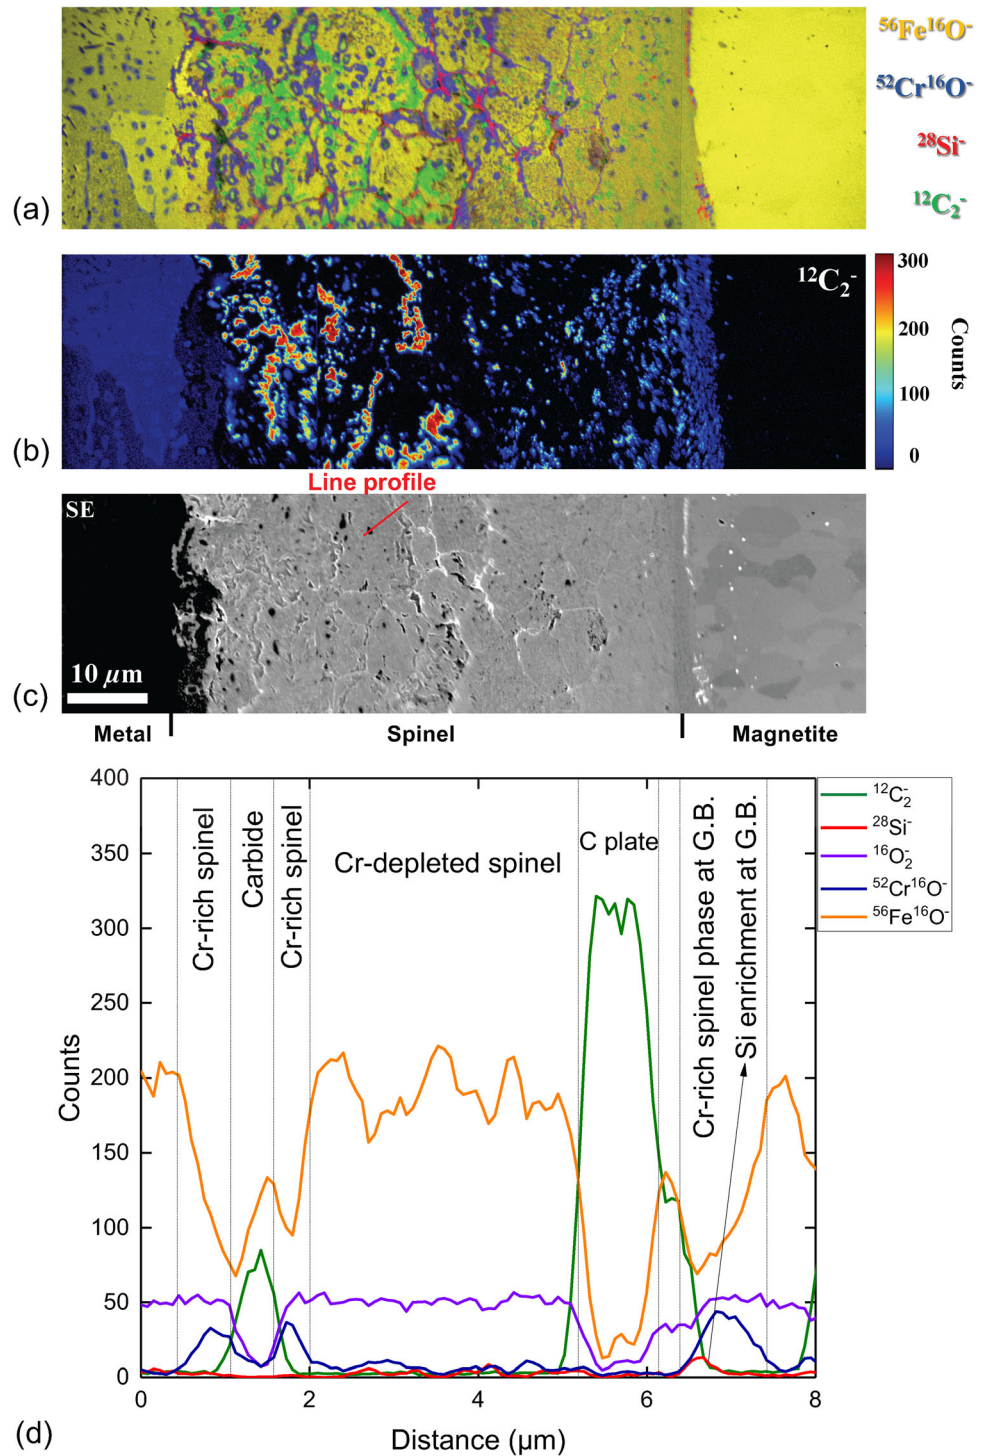 ⁵⁶Fe¹⁶O⁻
⁵²Cr¹⁶O⁻
²⁸Si⁻
¹²C₂⁻
(a)
¹²C₂⁻
300
200
100
0
Counts
(b)
Line profile
SE
10 µm
(c)
Metal
Spinel
Magnetite
400
350
300
250
200
150
100
50
0
Counts
Cr-rich spinel
Carbide
Cr-rich spinel
Cr-depleted spinel
C plate
Cr-rich spinel phase at G.B.
Si enrichment at G.B.
¹²C₂⁻
²⁸Si⁻
¹⁶O₂⁻
⁵²Cr¹⁶O⁻
⁵⁶Fe¹⁶O⁻
0 2 4 6 8
Distance (µm)
(d)